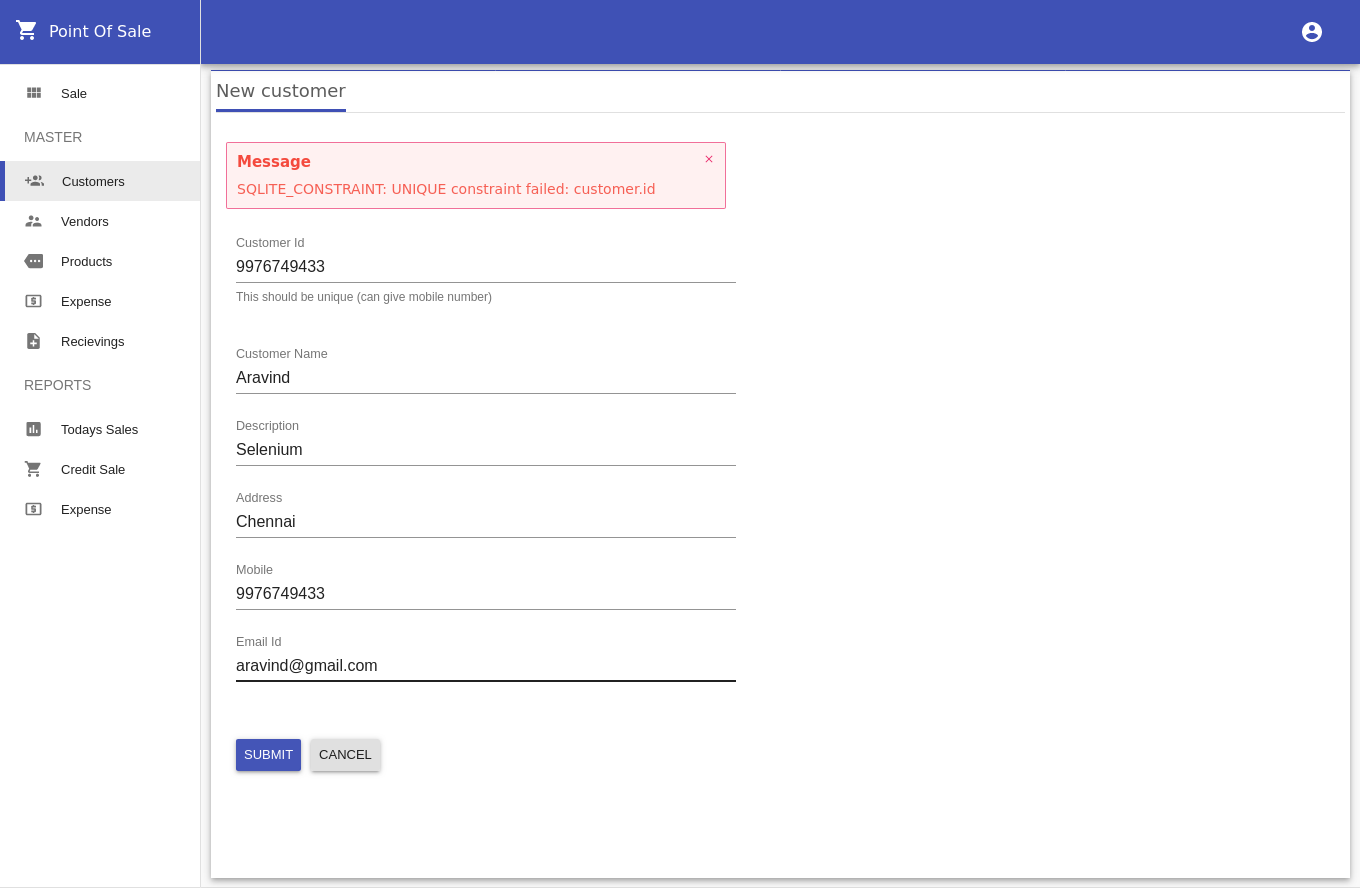 Point Of Sale
Sale
MASTER
Customers
Vendors
Products
Expense
Recievings
REPORTS
Todays Sales
Credit Sale
Expense
New customer
Message
×
SQLITE_CONSTRAINT: UNIQUE constraint failed: customer.id
Customer Id
9976749433
This should be unique (can give mobile number)
Customer Name
Aravind
Description
Selenium
Address
Chennai
Mobile
9976749433
Email Id
aravind@gmail.com
SUBMIT CANCEL